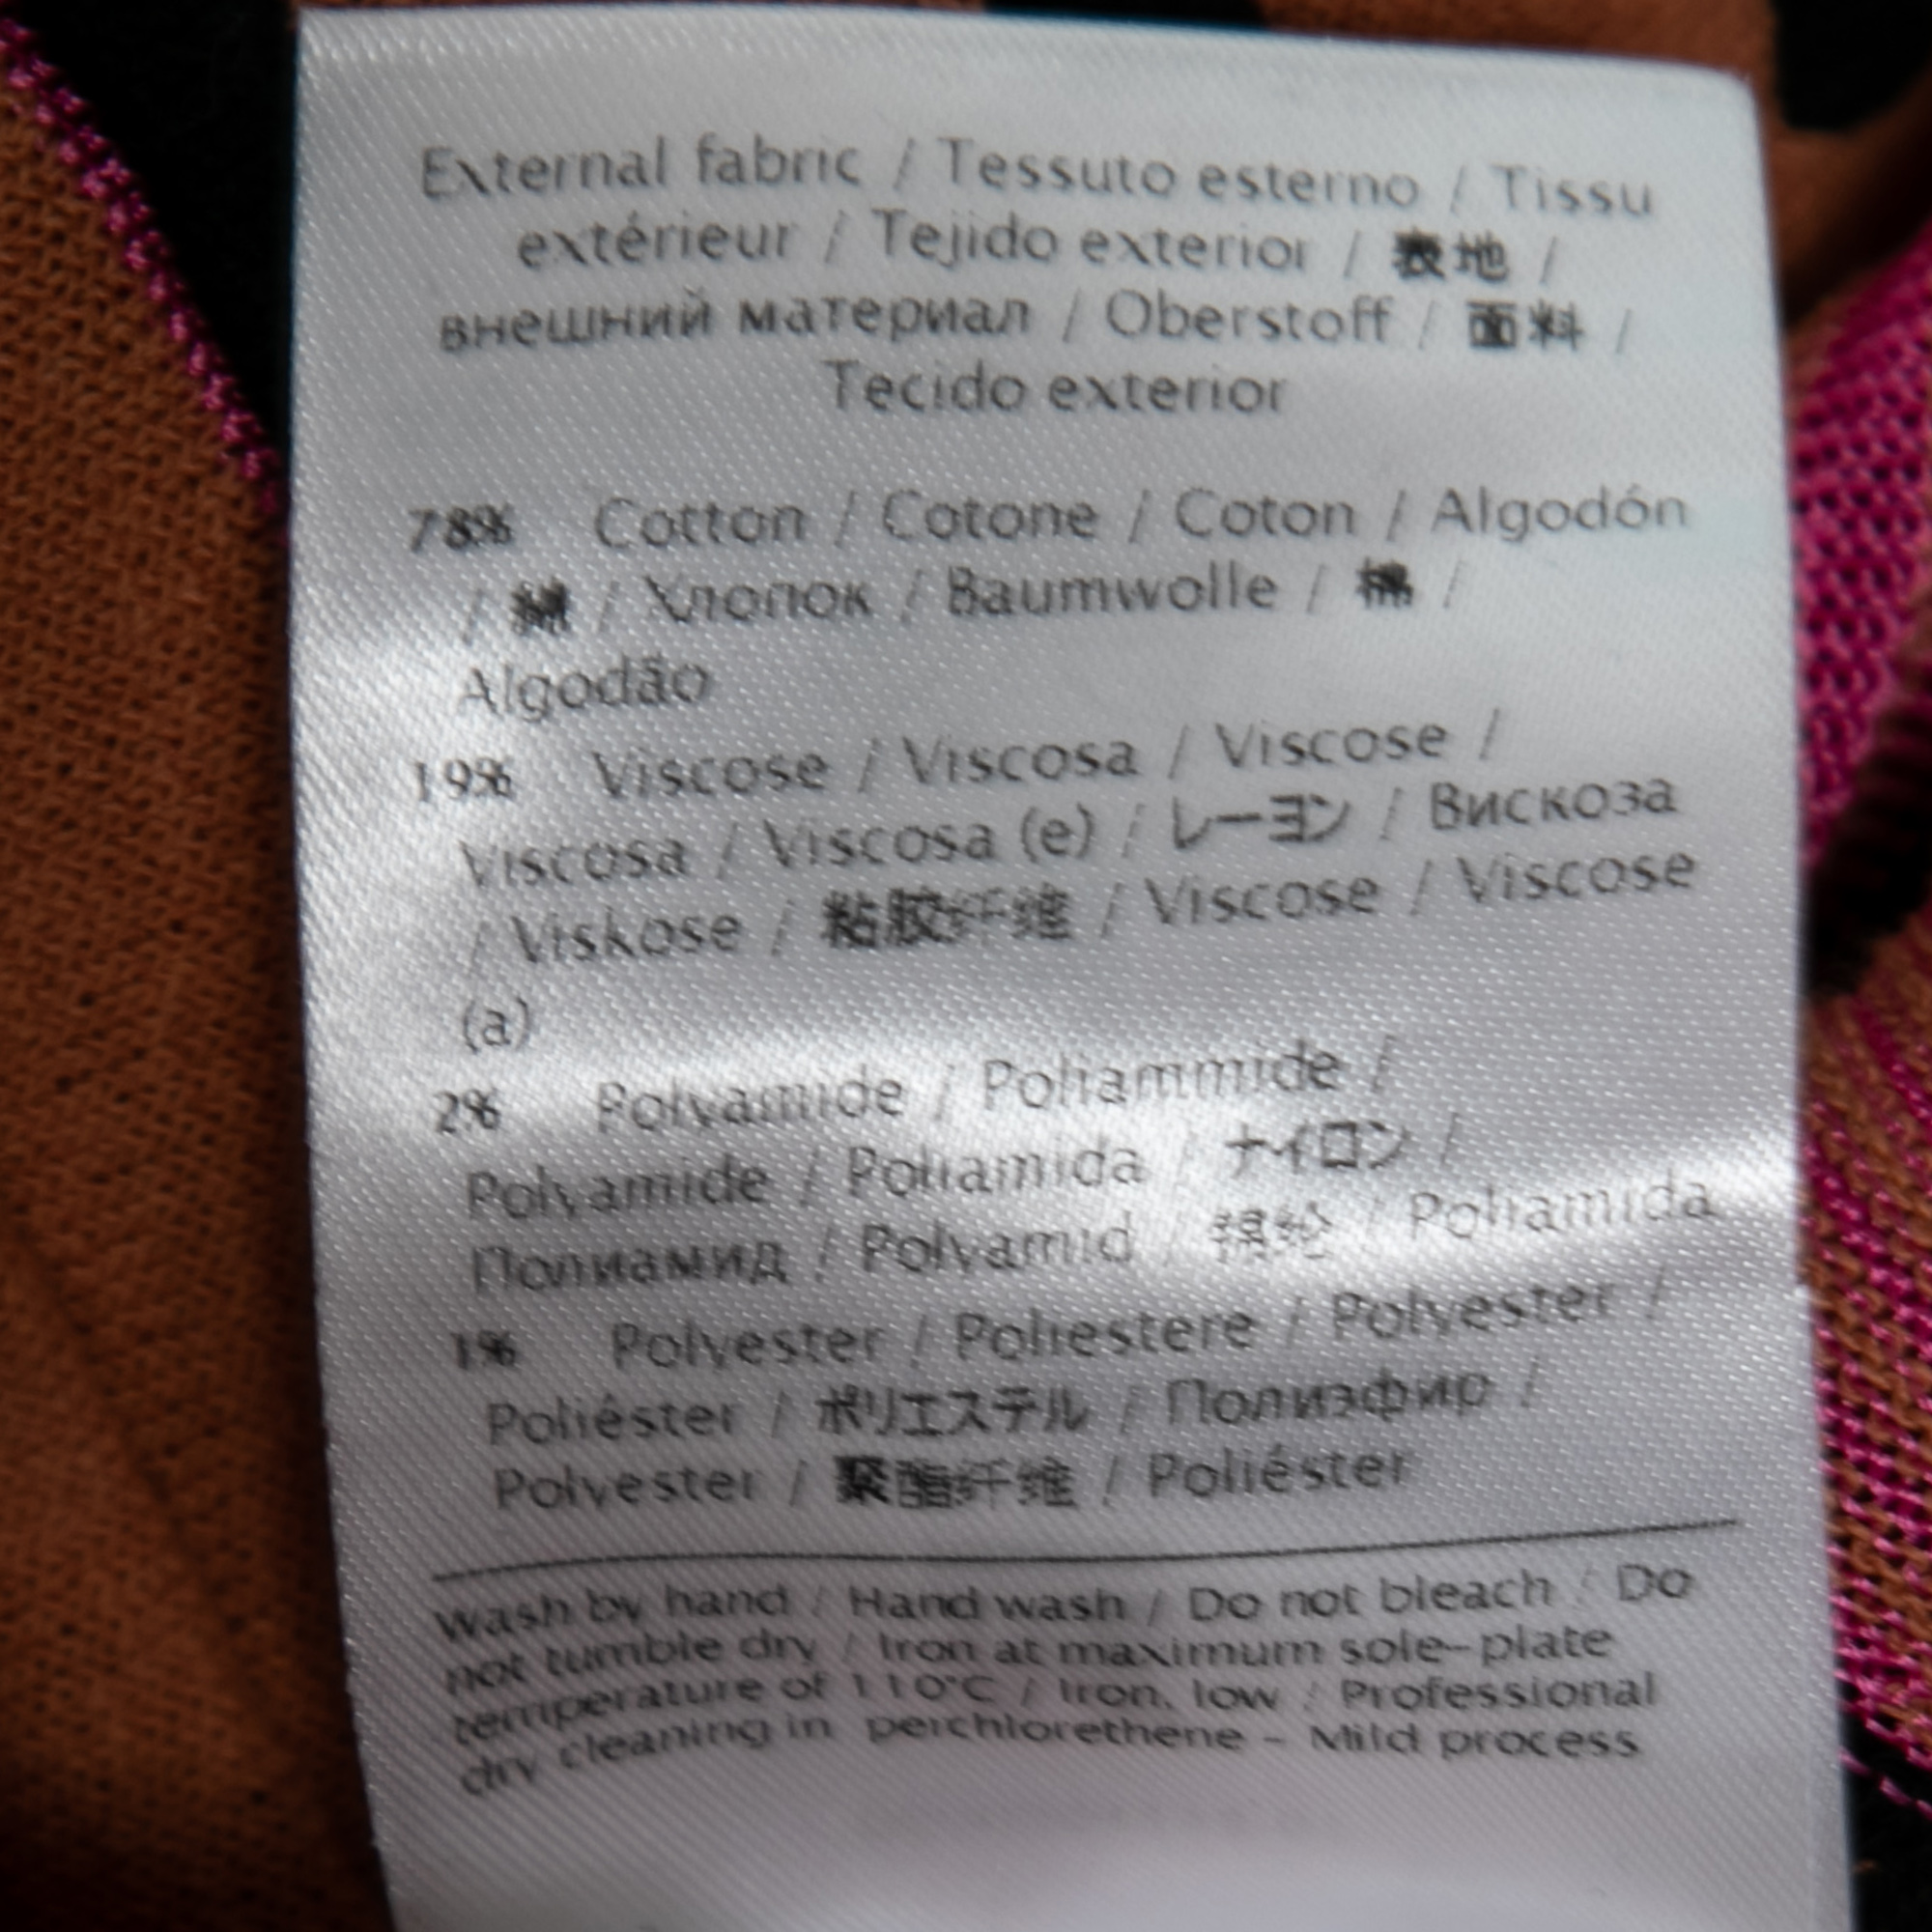 External fabric / Tessuto esterno / Tissu
extérieur / Tejido exterior / 表地 /
внешний материал / Oberstoff / 面料 /
Tecido exterior
78% Cotton / Cotone / Coton / Algodón
/ 綿 / Хлопок / Baumwolle / 棉 /
Algodão
19% Viscose / Viscosa / Viscose /
Viscosa / Viscosa (e) / レーヨン / Вискоза
/ Viskose / 粘胶纤维 / Viscose / Viscose
(a)
2% Polyamide / Poliammide /
Polyamide / Poliamida / ナイロン /
Полиамид / Polyamid / 锦纶 / Poliamida
1% Polyester / Poliestere / Polyester /
Poliéster / ポリエステル / Полиэфир /
Polyester / 聚酯纤维 / Poliéster
Wash by hand / Hand wash / Do not bleach / Do
not tumble dry / Iron at maximum sole-plate
temperature of 110°C / Iron, low / Professional
dry cleaning in perchlorethene - Mild process